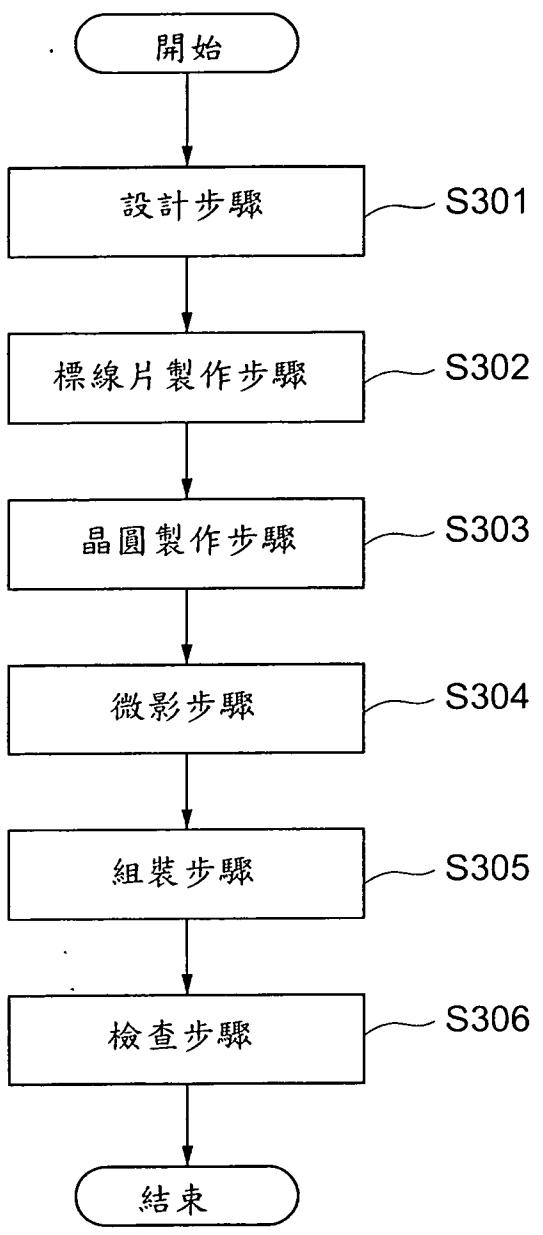 開始
設計步驟 S301
標線片製作步驟 S302
晶圓製作步驟 S303
微影步驟 S304
組裝步驟 S305
檢查步驟 S306
結束